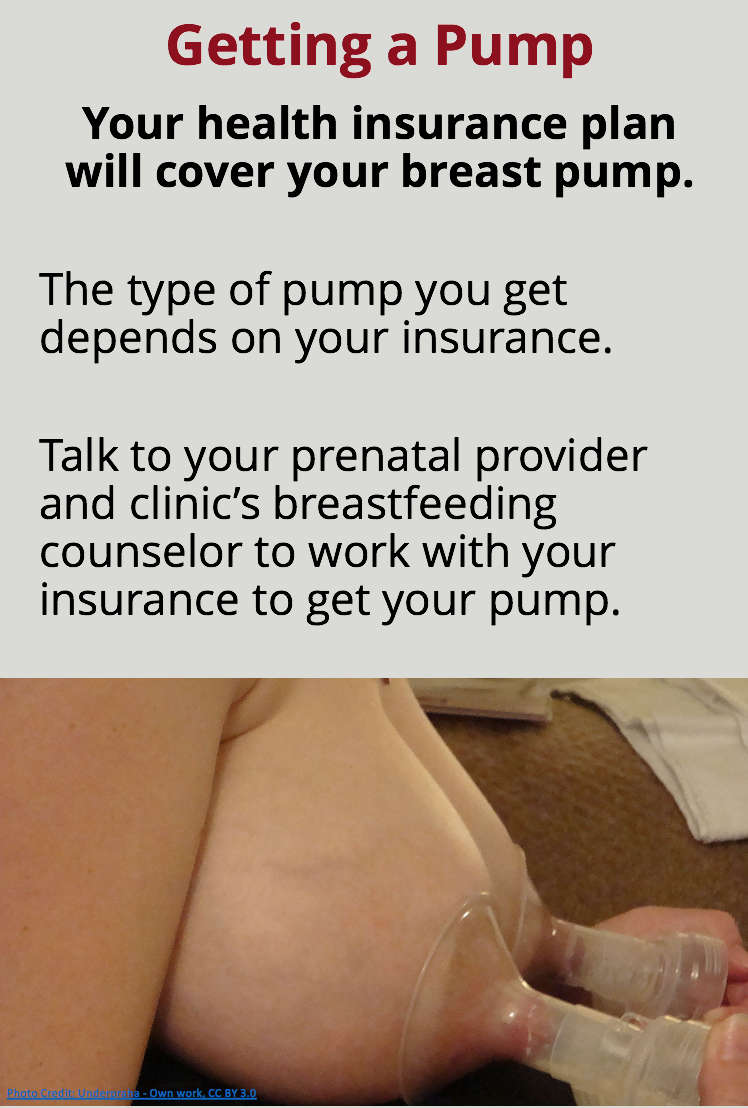 Getting a Pump
Your health insurance plan
will cover your breast pump.
The type of pump you get
depends on your insurance.
Talk to your prenatal provider
and clinic’s breastfeeding
counselor to work with your
insurance to get your pump.
Photo Credit: - Own work, CC BY 3.0